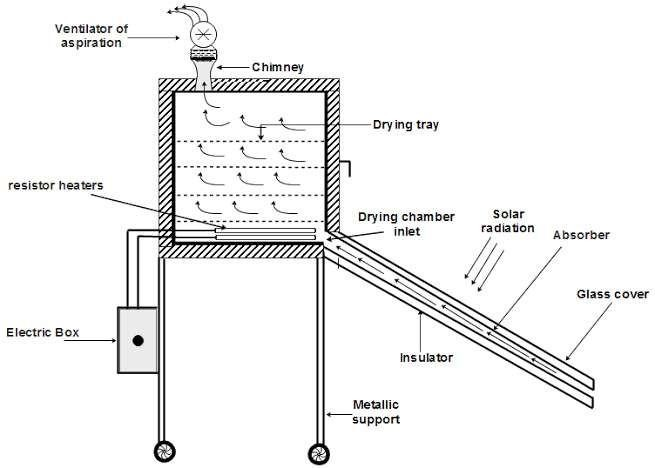 Ventilator of
aspiration
Chimney
Drying tray
resistor heaters
Drying chamber
inlet
Solar
radiation
Absorber
Glass cover
Electric Box
Insulator
Metallic
support